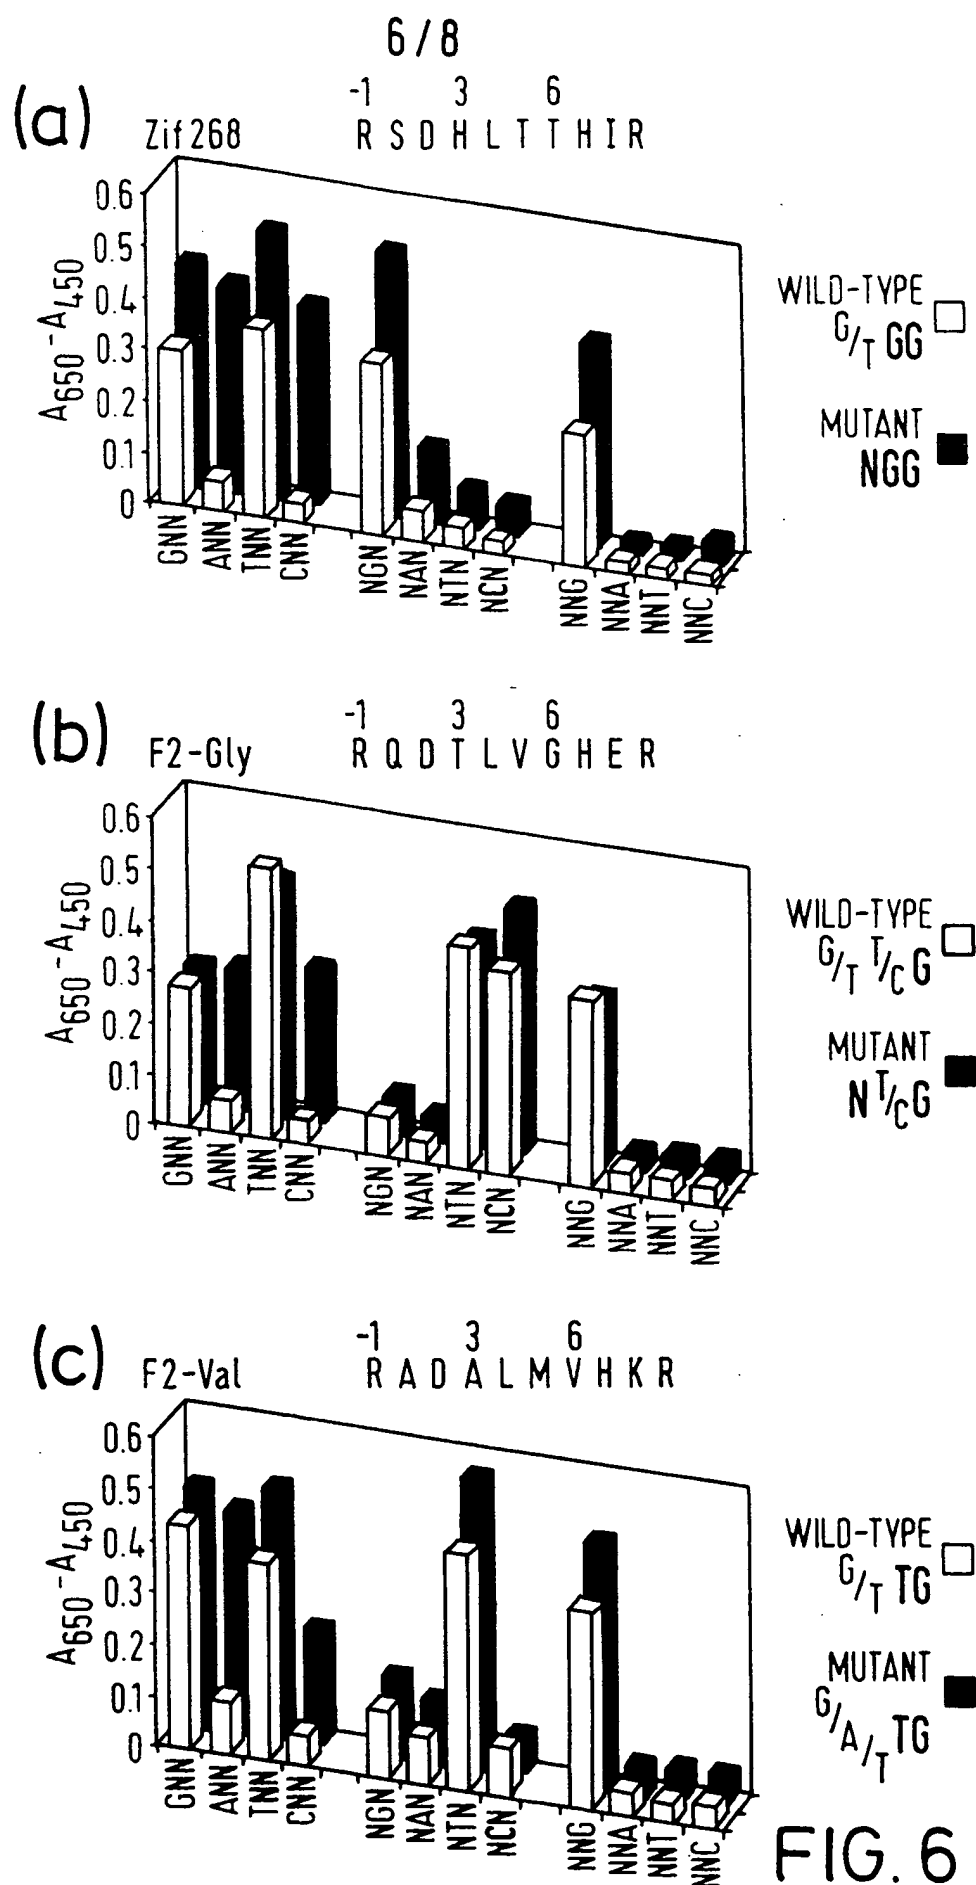 6/8
(a)
-1 3 6
Zif 268 R S D H L T T H I R
0.6
0.5
0.4
0.3
0.2
0.1
0
A650-A450
GNN ANN TNN CNN NGN NAN NTN NCN NNG NNA NNT NNC
WILD-TYPE
G/T GG
MUTANT
NGG
(b)
-1 3 6
F2-Gly R Q D T L V G H E R
0.6
0.5
0.4
0.3
0.2
0.1
0
A650-A450
GNN ANN TNN CNN NGN NAN NTN NCN NNG NNA NNT NNC
WILD-TYPE
G/T T/C G
MUTANT
N T/C G
(c)
-1 3 6
F2-Val R A D A L M V H K R
0.6
0.5
0.4
0.3
0.2
0.1
0
A650-A450
GNN ANN TNN CNN NGN NAN NTN NCN NNG NNA NNT NNC
WILD-TYPE
G/T TG
MUTANT
G/A/T TG
FIG. 6